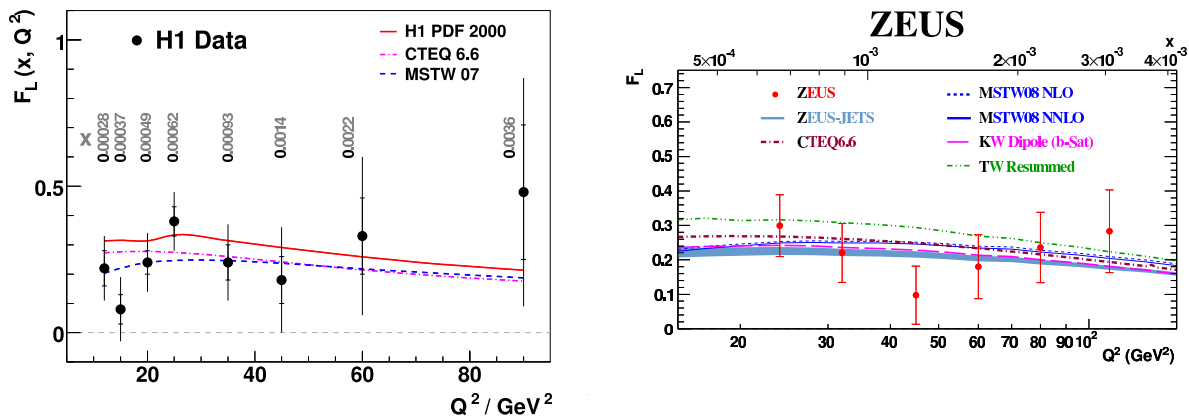 H1 Data
H1 PDF 2000
CTEQ 6.6
MSTW 07
F_L (x, Q²)
1
0.5
0
x
0.00028
0.00037
0.00049
0.00062
0.00093
0.0014
0.0022
0.0036
20 40 60 80
Q² / GeV²
ZEUS
5×10⁻⁴ 10⁻³ 2×10⁻³ 3×10⁻³ 4×10⁻³
x
F_L
0.8
0.7
0.6
0.5
0.4
0.3
0.2
0.1
0
ZEUS
ZEUS-JETS
CTEQ6.6
MSTW08 NLO
MSTW08 NNLO
KW Dipole (b-Sat)
TW Resummed
20 30 40 50 60 70 80 90 10²
Q² (GeV²)